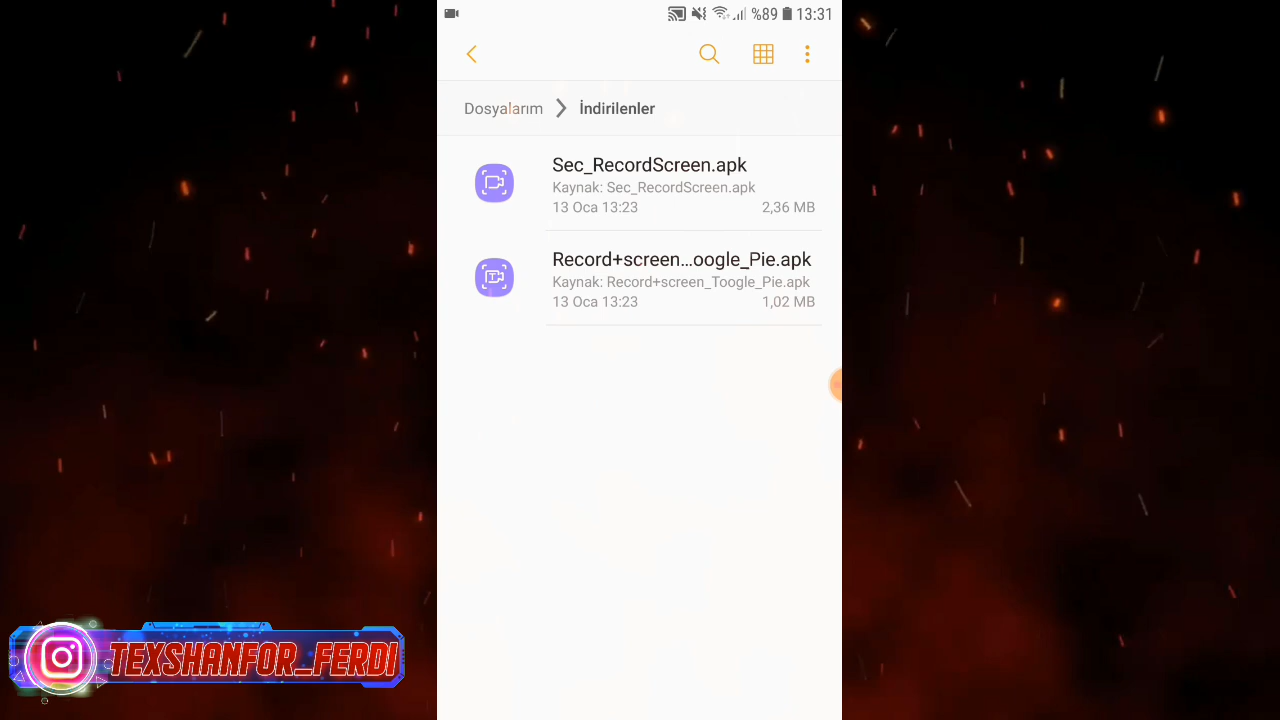 %89 13:31
Dosyalarım > İndirilenler
Sec_RecordScreen.apk
Kaynak: Sec_RecordScreen.apk
13 Oca 13:23 2,36 MB
Record+screen...oogle_Pie.apk
Kaynak: Record+screen_Toogle_Pie.apk
13 Oca 13:23 1,02 MB
TEXSHANFOR_FERDI